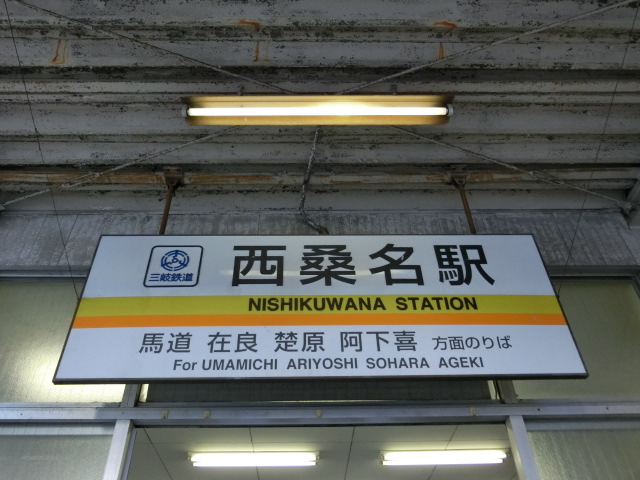 三岐鉄道
西桑名駅
NISHIKUWANA STATION
馬道 在良 楚原 阿下喜 方面のりば
For UMAMICHI ARIYOSHI SOHARA AGEKI